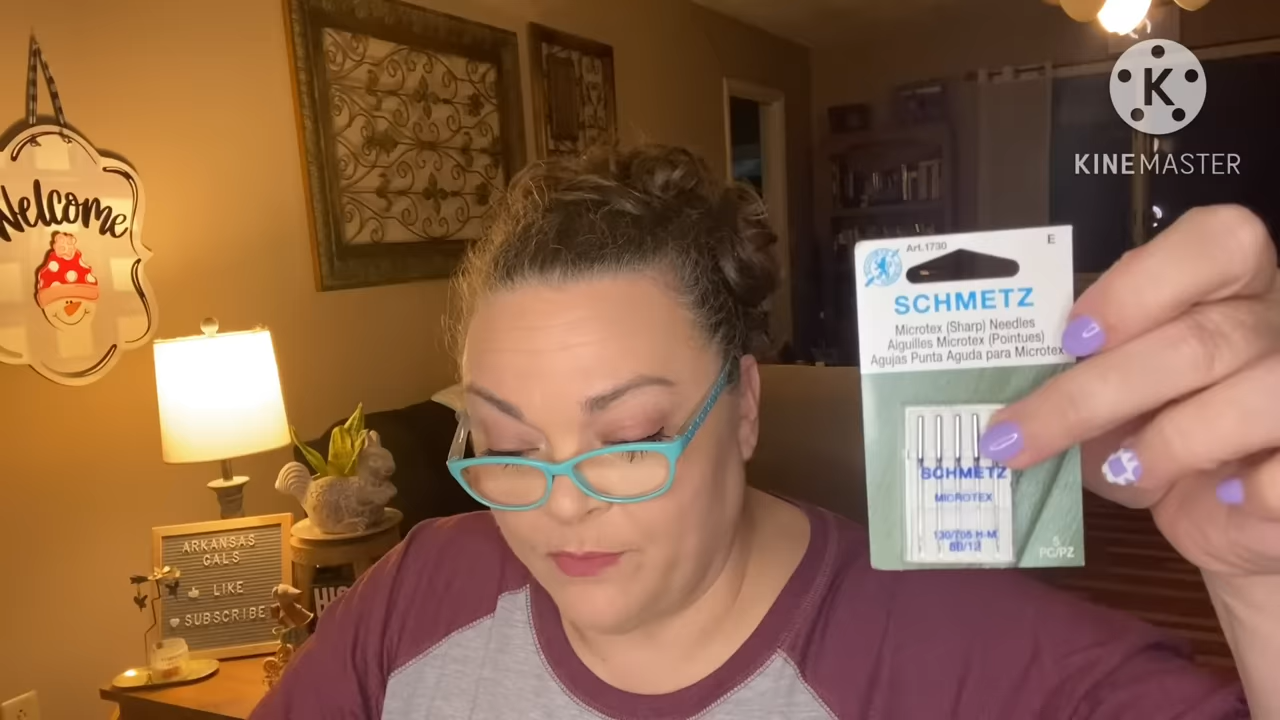 Welcome
K
KINEMASTER
Art.1730
E
SCHMETZ
Microtex (Sharp) Needles
Aiguilles Microtex (Pointues)
Agujas Punta Aguda para Microtex
SCHMETZ
MICROTEX
130/705 H-M
80/12
5
PC/PZ
ARKANSAS
GALS
LIKE
SUBSCRIBE